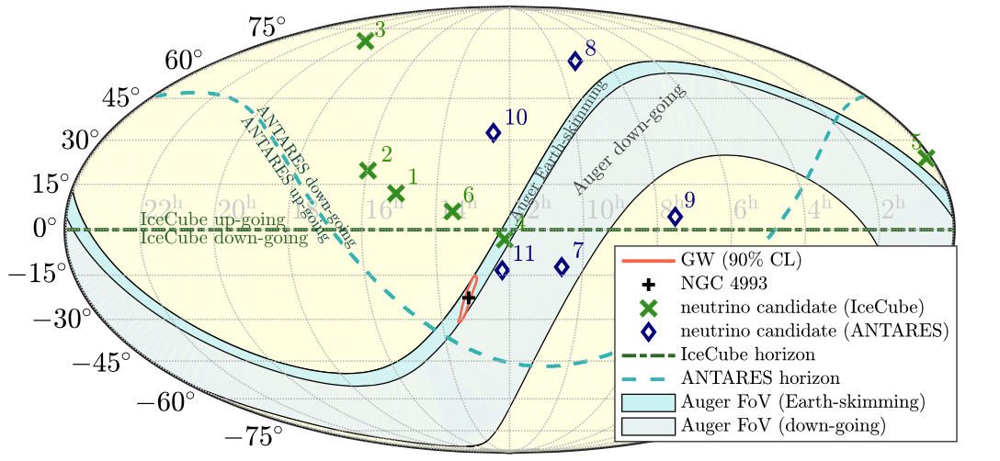 75°
3
8
60°
45°
10
ANTARES down-going
ANTARES up-going
Auger Earth-skimming
Auger down-going
30°
5
2
15°
1
22h
20h
16h
14h
6
12h
10h
8h
6h
4h
2h
9
IceCube up-going
0°
IceCube down-going
4
11
7
−15°
−30°
−45°
−60°
−75°
GW (90% CL)
NGC 4993
neutrino candidate (IceCube)
neutrino candidate (ANTARES)
IceCube horizon
ANTARES horizon
Auger FoV (Earth-skimming)
Auger FoV (down-going)